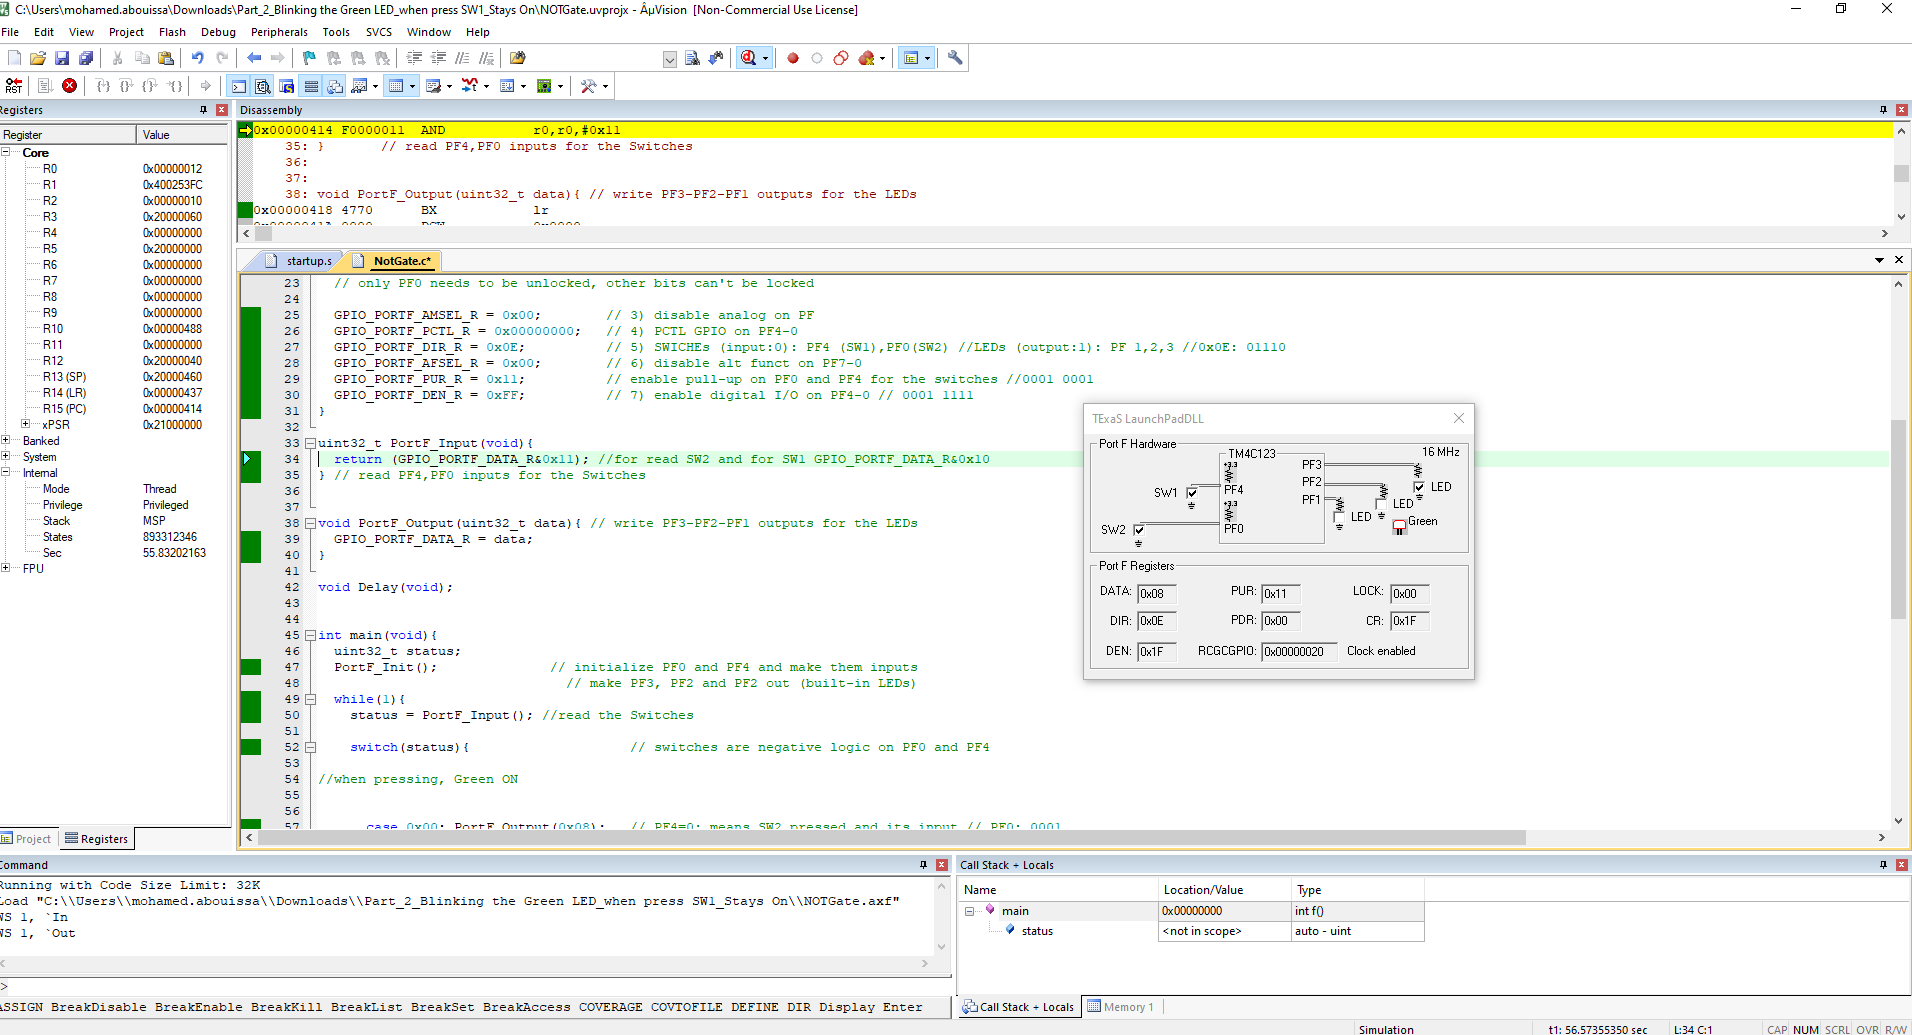 C:\Users\mohamed.abouissa\Downloads\Part_2_Blinking the Green LED_when press SW1_Stays On\NOTGate.uvprojx - ÂµVision [Non-Commercial Use License]
File Edit View Project Flash Debug Peripherals Tools SVCS Window Help
RST
Registers
Register Value
Core
R0 0x00000012
R1 0x400253FC
R2 0x00000010
R3 0x20000060
R4 0x00000000
R5 0x20000000
R6 0x00000000
R7 0x00000000
R8 0x00000000
R9 0x00000000
R10 0x00000488
R11 0x00000000
R12 0x20000040
R13 (SP) 0x20000460
R14 (LR) 0x00000437
R15 (PC) 0x00000414
xPSR 0x21000000
Banked
System
Internal
Mode Thread
Privilege Privileged
Stack MSP
States 893312346
Sec 55.83202163
FPU
Project Registers
Disassembly
0x00000414 F0000011 AND r0,r0,#0x11
35: } // read PF4,PF0 inputs for the Switches
36:
37:
38: void PortF_Output(uint32_t data){ // write PF3-PF2-PF1 outputs for the LEDs
0x00000418 4770 BX lr
0x0000041A 0000 DCW 0x0000
startup.s NotGate.c*
23 // only PF0 needs to be unlocked, other bits can't be locked
24
25 GPIO_PORTF_AMSEL_R = 0x00; // 3) disable analog on PF
26 GPIO_PORTF_PCTL_R = 0x00000000; // 4) PCTL GPIO on PF4-0
27 GPIO_PORTF_DIR_R = 0x0E; // 5) SWICHEs (input:0): PF4 (SW1),PF0(SW2) //LEDs (output:1): PF 1,2,3 //0x0E: 01110
28 GPIO_PORTF_AFSEL_R = 0x00; // 6) disable alt funct on PF7-0
29 GPIO_PORTF_PUR_R = 0x11; // enable pull-up on PF0 and PF4 for the switches //0001 0001
30 GPIO_PORTF_DEN_R = 0xFF; // 7) enable digital I/O on PF4-0 // 0001 1111
31 }
32
33 uint32_t PortF_Input(void){
34 return (GPIO_PORTF_DATA_R&0x11); //for read SW2 and for SW1 GPIO_PORTF_DATA_R&0x10
35 } // read PF4,PF0 inputs for the Switches
36
37
38 void PortF_Output(uint32_t data){ // write PF3-PF2-PF1 outputs for the LEDs
39 GPIO_PORTF_DATA_R = data;
40 }
41
42 void Delay(void);
43
44
45 int main(void){
46 uint32_t status;
47 PortF_Init(); // initialize PF0 and PF4 and make them inputs
48 // make PF3, PF2 and PF2 out (built-in LEDs)
49 while(1){
50 status = PortF_Input(); //read the Switches
51
52 switch(status){ // switches are negative logic on PF0 and PF4
53
54 //when pressing, Green ON
55
56
57 case 0x00: PortF_Output(0x08); // PF4=0: means SW2 pressed and its input // PF0: 0001
TExaS LaunchPadDLL
Port F Hardware
TM4C123
16 MHz
+3.3
PF3
PF2
PF1
PF4
+3.3
PF0
SW1
SW2
LED
LED
LED
Green
Port F Registers
DATA: 0x08 PUR: 0x11 LOCK: 0x00
DIR: 0x0E PDR: 0x00 CR: 0x1F
DEN: 0x1F RCGCGPIO: 0x00000020 Clock enabled
Command
Running with Code Size Limit: 32K
Load "C:\\Users\\mohamed.abouissa\\Downloads\\Part_2_Blinking the Green LED_when press SW1_Stays On\\NOTGate.axf"
WS 1, `In
WS 1, `Out
>
ASSIGN BreakDisable BreakEnable BreakKill BreakList BreakSet BreakAccess COVERAGE COVTOFILE DEFINE DIR Display Enter
Call Stack + Locals
Name Location/Value Type
main 0x00000000 int f()
status <not in scope> auto - uint
Call Stack + Locals Memory 1
Simulation t1: 56.57355350 sec L:34 C:1 CAP NUM SCRL OVR R/W